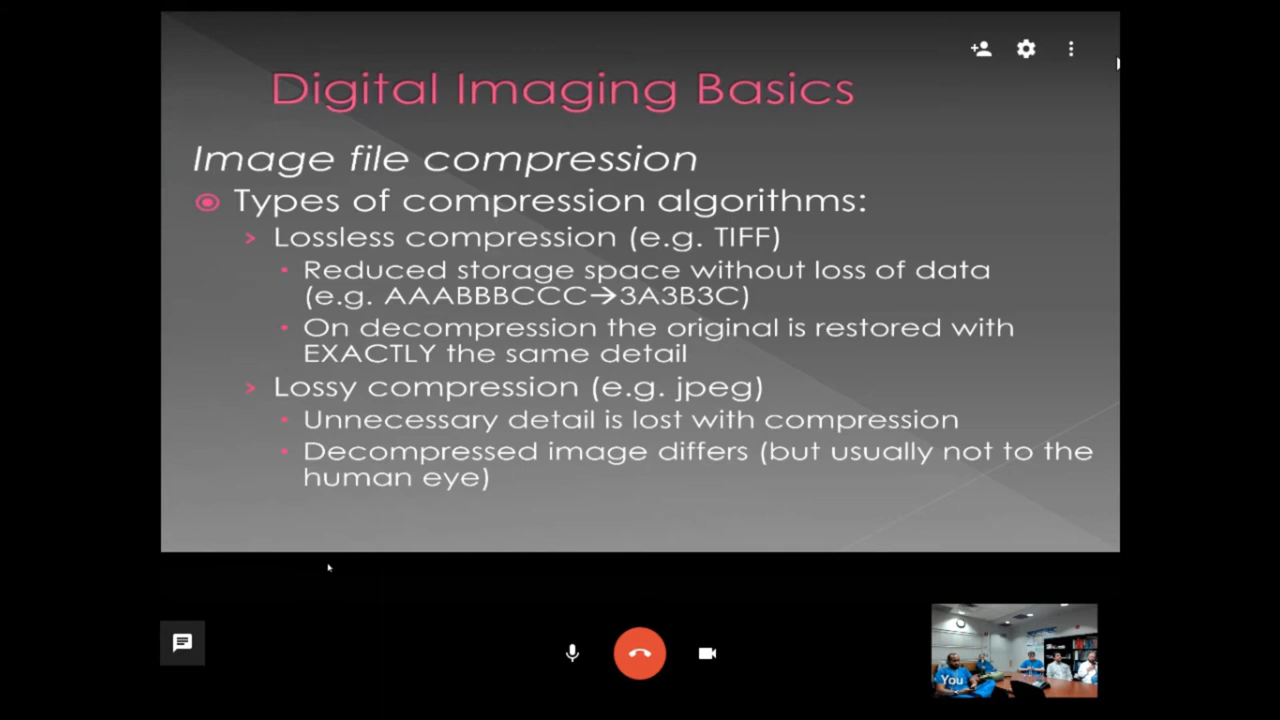 Digital Imaging Basics
Image file compression
Types of compression algorithms:
Lossless compression (e.g. TIFF)
Reduced storage space without loss of data
(e.g. AAABBBCCC→3A3B3C)
On decompression the original is restored with
EXACTLY the same detail
Lossy compression (e.g. jpeg)
Unnecessary detail is lost with compression
Decompressed image differs (but usually not to the
human eye)
You